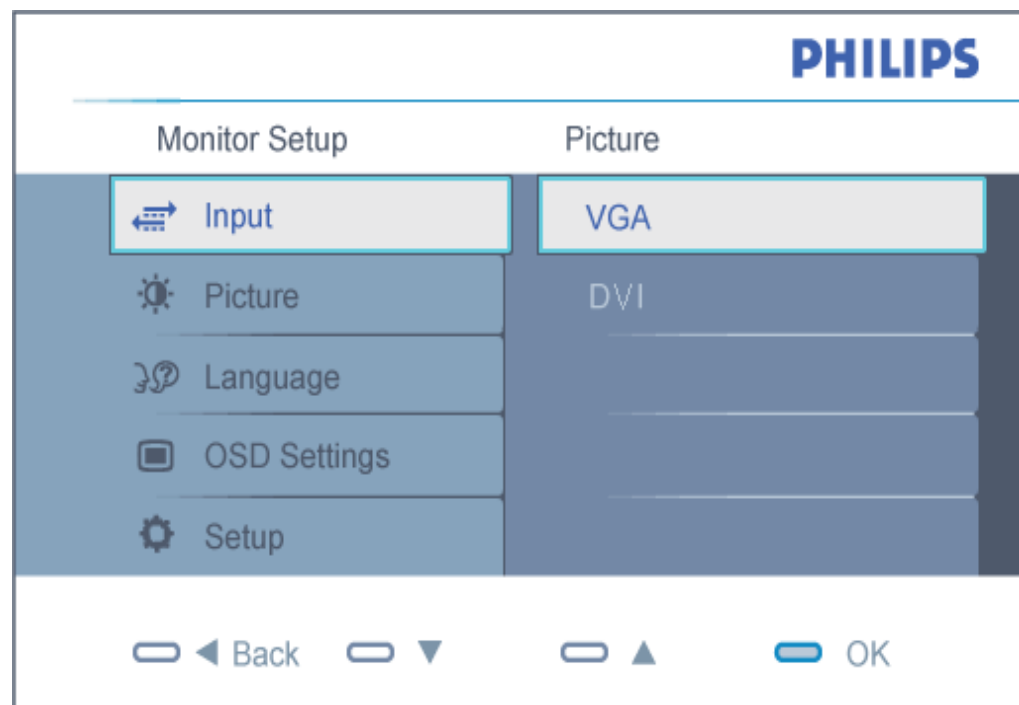 PHILIPS
Monitor Setup Picture
Input VGA
Picture DVI
Language
OSD Settings
Setup
Back OK